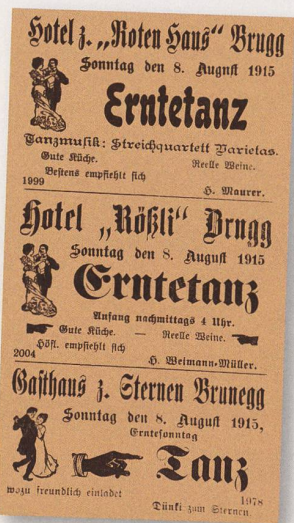 Hotel z. „Roten Haus" Brugg
Sonntag den 8. August 1915
Erntetanz
Tanzmusik: Streichquartett Varietas.
Gute Küche. Reelle Weine.
Bestens empfiehlt sich
1999 H. Maurer.
Hotel „Rößli" Brugg
Sonntag den 8. August 1915
Erntetanz
Anfang nachmittags 4 Uhr.
Gute Küche. — Reelle Weine.
Höfl. empfiehlt sich
2004 H. Weimann-Müller.
Gasthaus z. Sternen Brunegg
Sonntag den 8. August 1915,
Erntesonntag
Tanz
wozu freundlich einladet 1978
Dünki zum Sternen